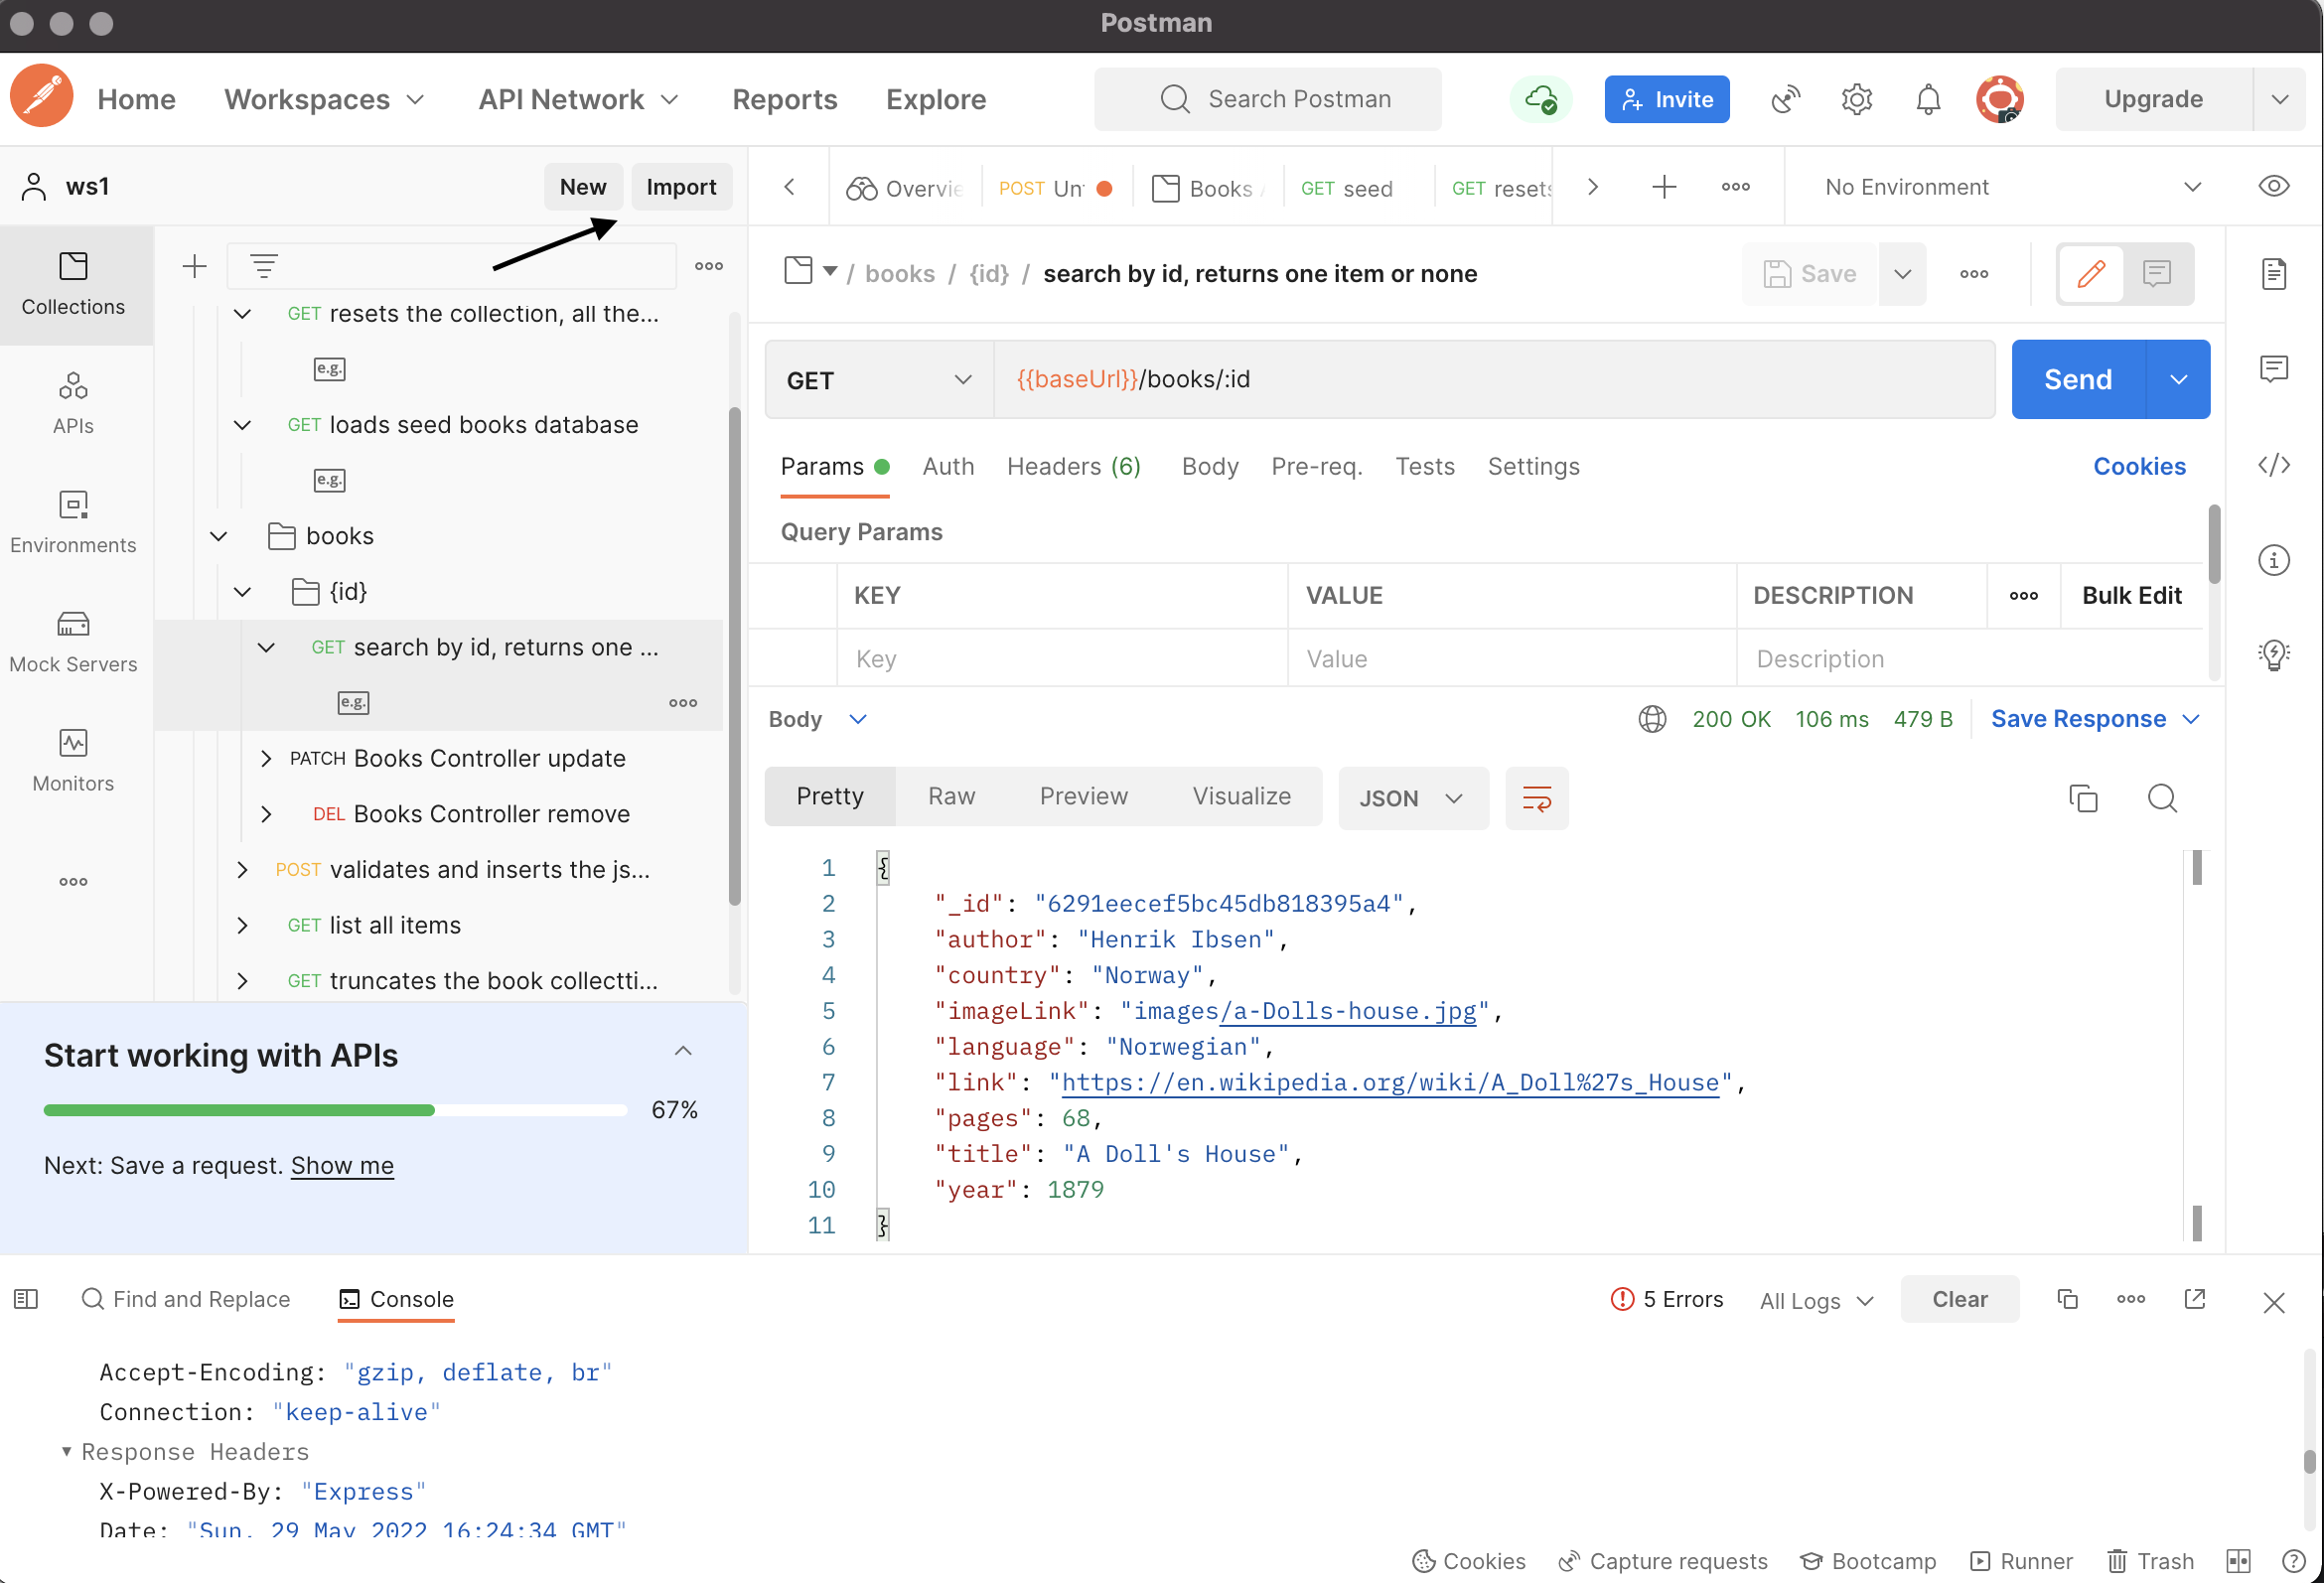 Postman
Home Workspaces API Network Reports Explore Search Postman Invite Upgrade
ws1 New Import Overvie POST Un GET seed Books GET resets No Environment
Collections
APIs
Environments
Mock Servers
Monitors
GET resets the collection, all the...
e.g.
GET loads seed books database
e.g.
books
{id}
GET search by id, returns one ...
e.g.
PATCH Books Controller update
DEL Books Controller remove
POST validates and inserts the js...
GET list all items
GET truncates the book collectti...
Start working with APIs
67%
Next: Save a request. Show me
/ books / {id} / search by id, returns one item or none Save
GET {{baseUrl}}/books/:id Send
Params Auth Headers (6) Body Pre-req. Tests Settings Cookies
Query Params
KEY VALUE DESCRIPTION Bulk Edit
Key Value Description
Body 200 OK 106 ms 479 B Save Response
Pretty Raw Preview Visualize JSON
1 {
2 "_id": "6291eecef5bc45db818395a4",
3 "author": "Henrik Ibsen",
4 "country": "Norway",
5 "imageLink": "images/a-Dolls-house.jpg",
6 "language": "Norwegian",
7 "link": "https://en.wikipedia.org/wiki/A_Doll%27s_House",
8 "pages": 68,
9 "title": "A Doll's House",
10 "year": 1879
11 }
Find and Replace Console 5 Errors All Logs Clear
Accept-Encoding: "gzip, deflate, br"
Connection: "keep-alive"
Response Headers
X-Powered-By: "Express"
Date: "Sun, 29 May 2022 16:24:34 GMT"
Cookies Capture requests Bootcamp Runner Trash